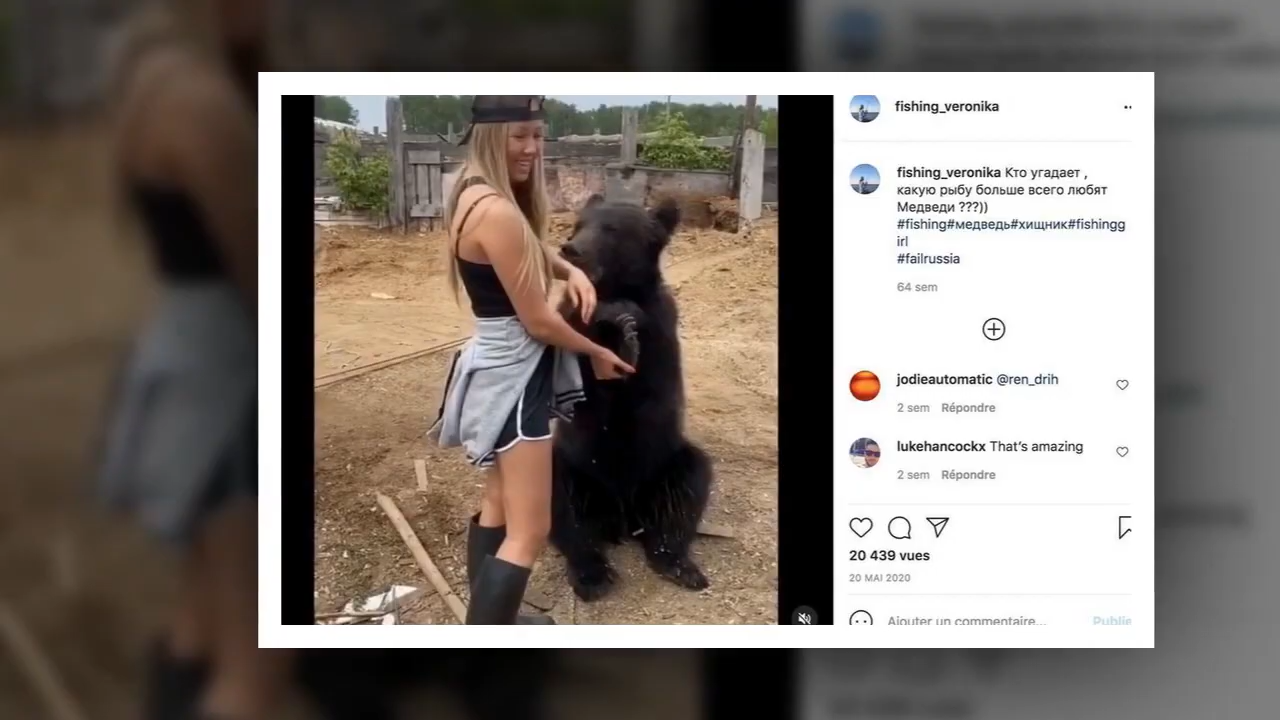 fishing_veronika
fishing_veronika Кто угадает ,
какую рыбу больше всего любят
Медведи ???))
#fishing#медведь#хищник#fishingg
irl
#failrussia
64 sem
jodieautomatic @ren_drih
2 sem Répondre
lukehancockx That's amazing
2 sem Répondre
20 439 vues
20 MAI 2020
Ajouter un commentaire...
Publie